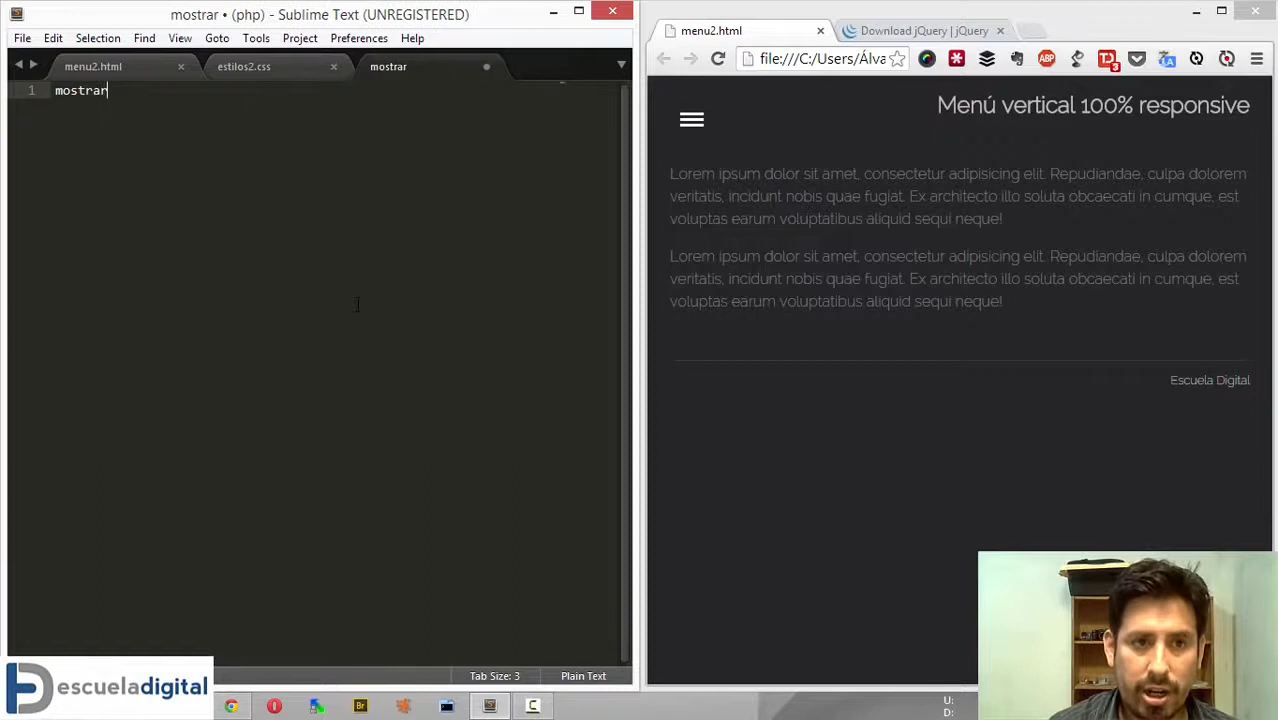 mostrar • (php) - Sublime Text (UNREGISTERED)
File Edit Selection Find View Goto Tools Project Preferences Help
menu2.html
estilos2.css
mostrar
1 mostrar
Tab Size: 3
Plain Text
escueladigital
Br
menu2.html
Download jQuery | jQuery
file:///C:/Users/Álva
ABP
3
Menú vertical 100% responsive
Lorem ipsum dolor sit amet, consectetur adipisicing elit. Repudiandae, culpa dolorem
veritatis, incidunt nobis quae fugiat. Ex architecto illo soluta obcaecati in cumque, est
voluptas earum voluptatibus aliquid sequi neque!
Lorem ipsum dolor sit amet, consectetur adipisicing elit. Repudiandae, culpa dolorem
veritatis, incidunt nobis quae fugiat. Ex architecto illo soluta obcaecati in cumque, est
voluptas earum voluptatibus aliquid sequi neque!
Escuela Digital
U:
D: